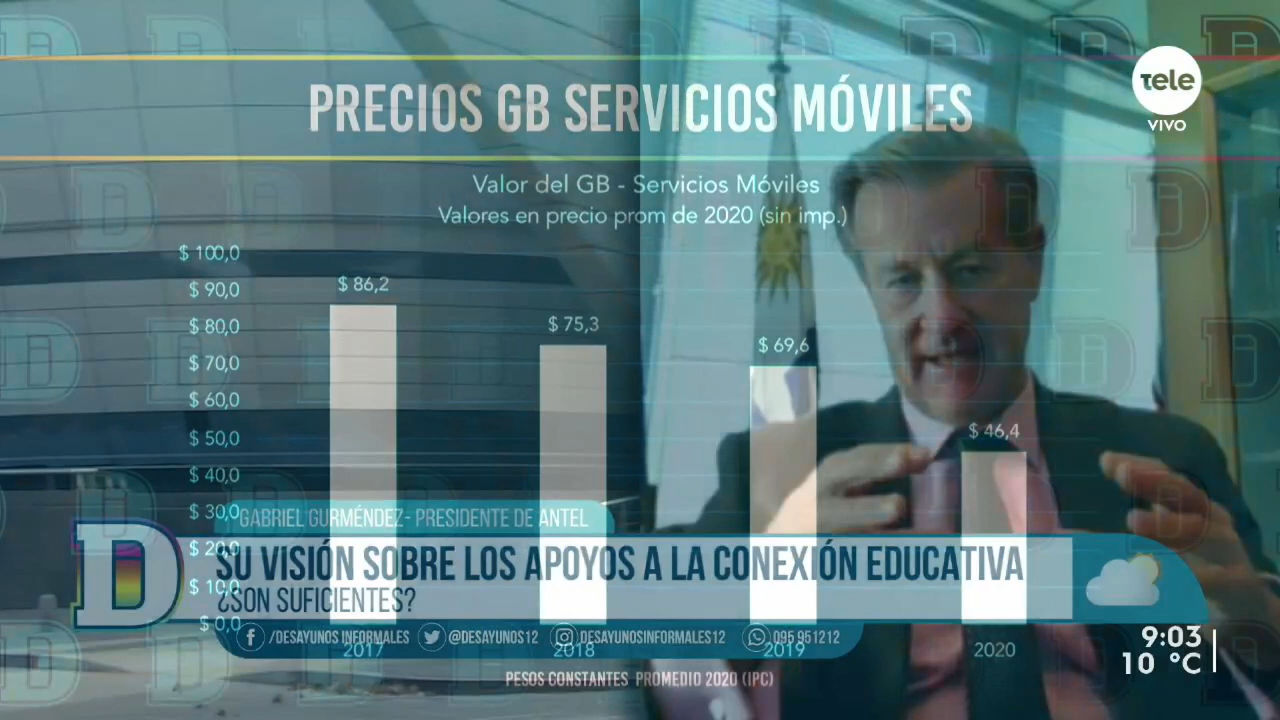 PRECIOS GB SERVICIOS MÓVILES
tele
VIVO
Valor del GB - Servicios Móviles
Valores en precio prom de 2020 (sin imp.)
$ 100,0
$ 90,0
$ 80,0
$ 70,0
$ 60,0
$ 50,0
$ 40,0
$ 30,0
$ 20,0
$ 10,0
$ 0,0
$ 86,2
$ 75,3
$ 69,6
$ 46,4
GABRIEL GURMÉNDEZ- PRESIDENTE DE ANTEL
D
SU VISIÓN SOBRE LOS APOYOS A LA CONEXIÓN EDUCATIVA
¿SON SUFICIENTES?
/DESAYUNOS INFORMALES @DESAYUNOS12 DESAYUNOSINFORMALES12 095 951212
2017 2018 2019 2020
PESOS CONSTANTES PROMEDIO 2020 (IPC)
9:03
10 °C